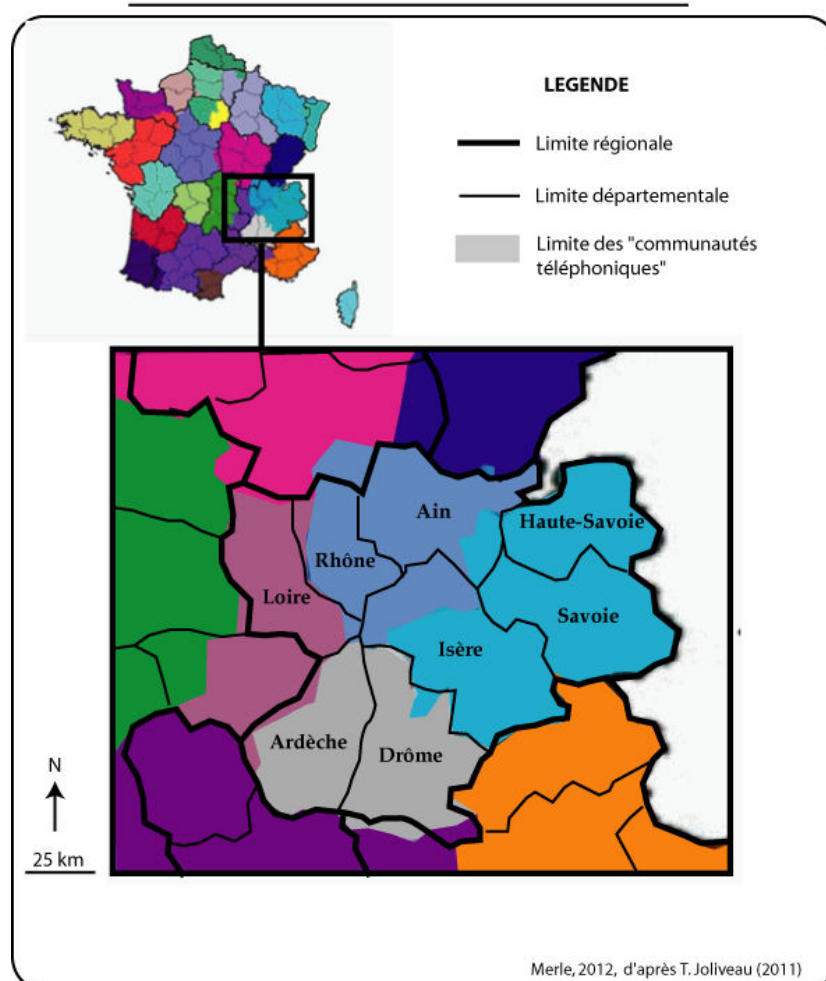 LEGENDE
Limite régionale
Limite départementale
Limite des "communautés
téléphoniques"
Ain
Haute-Savoie
Rhône
Loire
Savoie
Isère
Ardèche
Drôme
N
25 km
Merle, 2012, d'après T. Joliveau (2011)